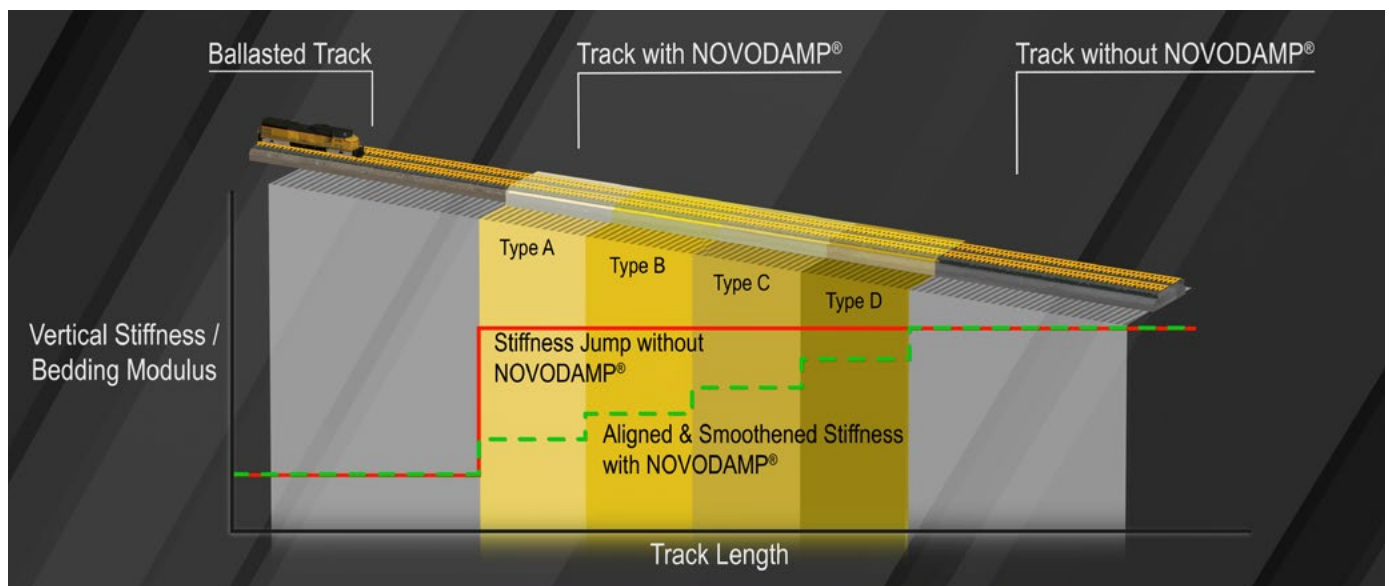 Ballasted Track
Track with NOVODAMP®
Track without NOVODAMP®
Type A
Type B
Type C
Type D
Vertical Stiffness /
Bedding Modulus
Stiffness Jump without
NOVODAMP®
Aligned & Smoothened Stiffness
with NOVODAMP®
Track Length